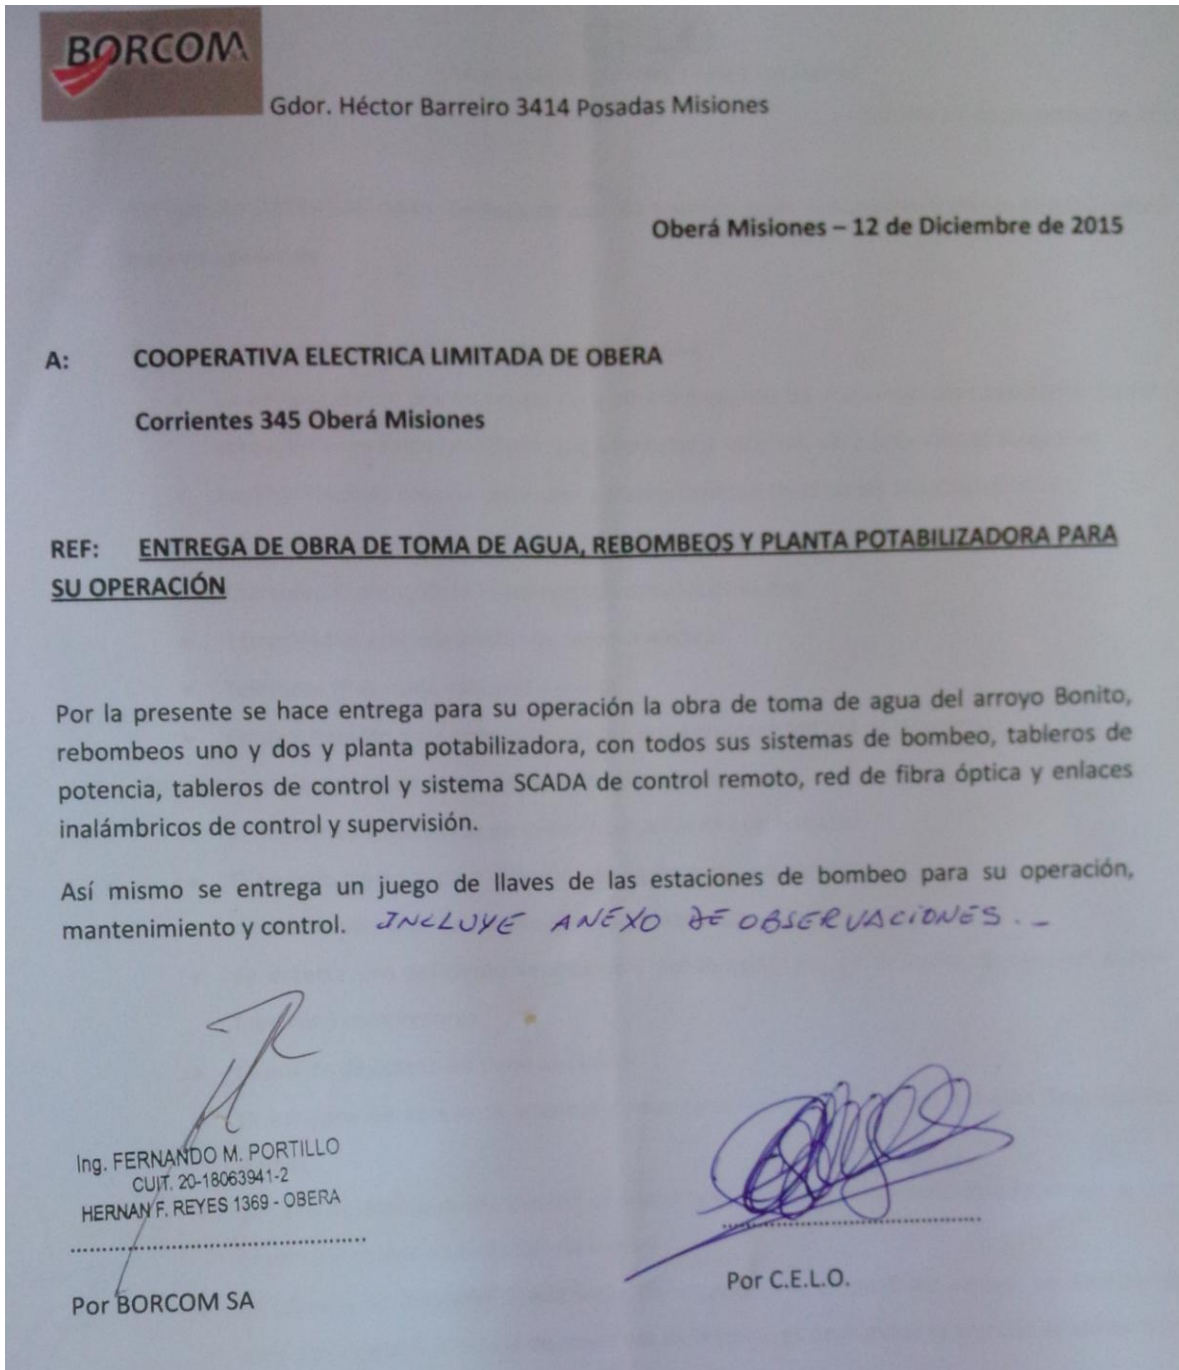 BORCOM
Gdor. Héctor Barreiro 3414 Posadas Misiones
Oberá Misiones – 12 de Diciembre de 2015
A: COOPERATIVA ELECTRICA LIMITADA DE OBERA
Corrientes 345 Oberá Misiones
REF: ENTREGA DE OBRA DE TOMA DE AGUA, REBOMBEOS Y PLANTA POTABILIZADORA PARA
SU OPERACIÓN
Por la presente se hace entrega para su operación la obra de toma de agua del arroyo Bonito,
rebombeos uno y dos y planta potabilizadora, con todos sus sistemas de bombeo, tableros de
potencia, tableros de control y sistema SCADA de control remoto, red de fibra óptica y enlaces
inalámbricos de control y supervisión.
Así mismo se entrega un juego de llaves de las estaciones de bombeo para su operación,
mantenimiento y control. INCLUYE ANEXO DE OBSERVACIONES.-
Ing. FERNANDO M. PORTILLO
CUIT. 20-18063941-2
HERNAN F. REYES 1369 - OBERA
Por BORCOM SA
Por C.E.L.O.